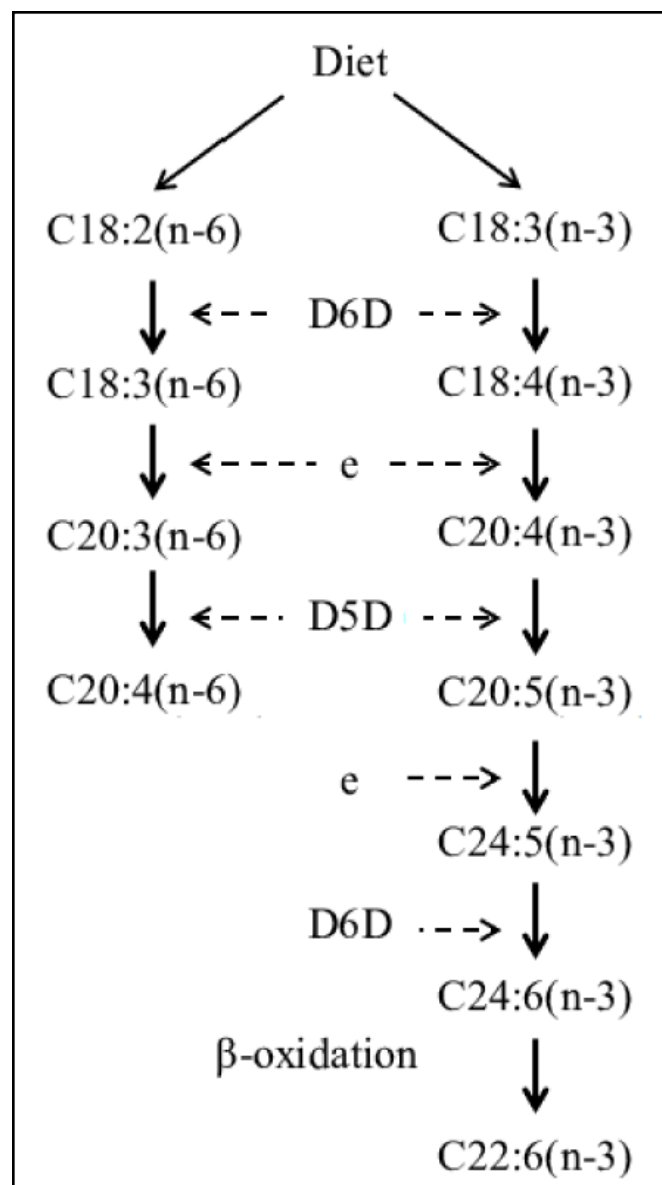 Diet
C18:2(n-6) C18:3(n-3)
D6D
C18:3(n-6) C18:4(n-3)
e
C20:3(n-6) C20:4(n-3)
D5D
C20:4(n-6) C20:5(n-3)
e
C24:5(n-3)
D6D
C24:6(n-3)
β-oxidation
C22:6(n-3)